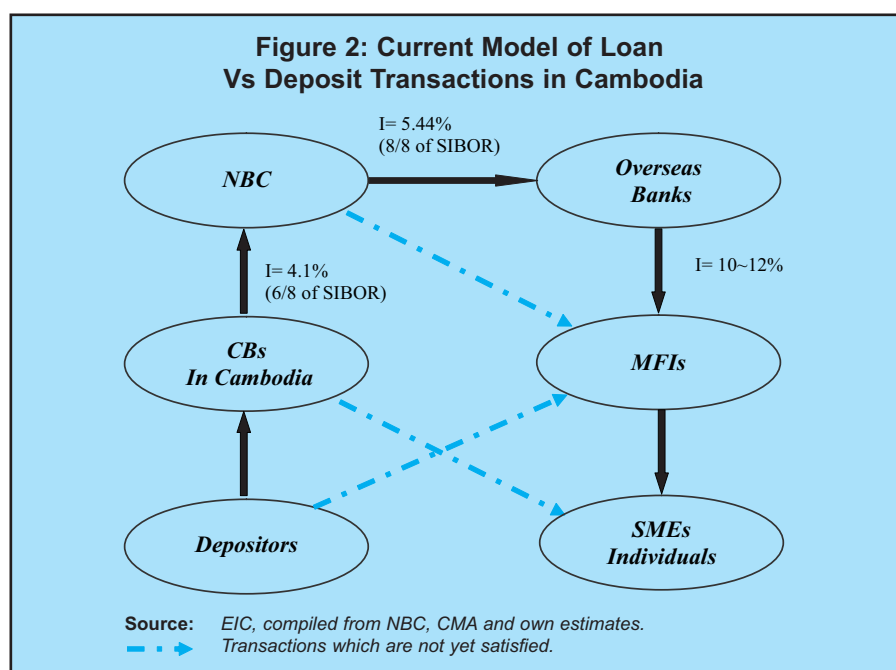 Figure 2: Current Model of Loan
Vs Deposit Transactions in Cambodia
I= 5.44%
(8/8 of SIBOR)
NBC
Overseas
Banks
I= 4.1%
(6/8 of SIBOR)
I= 10~12%
CBs
In Cambodia
MFIs
Depositors
SMEs
Individuals
Source: EIC, compiled from NBC, CMA and own estimates.
Transactions which are not yet satisfied.